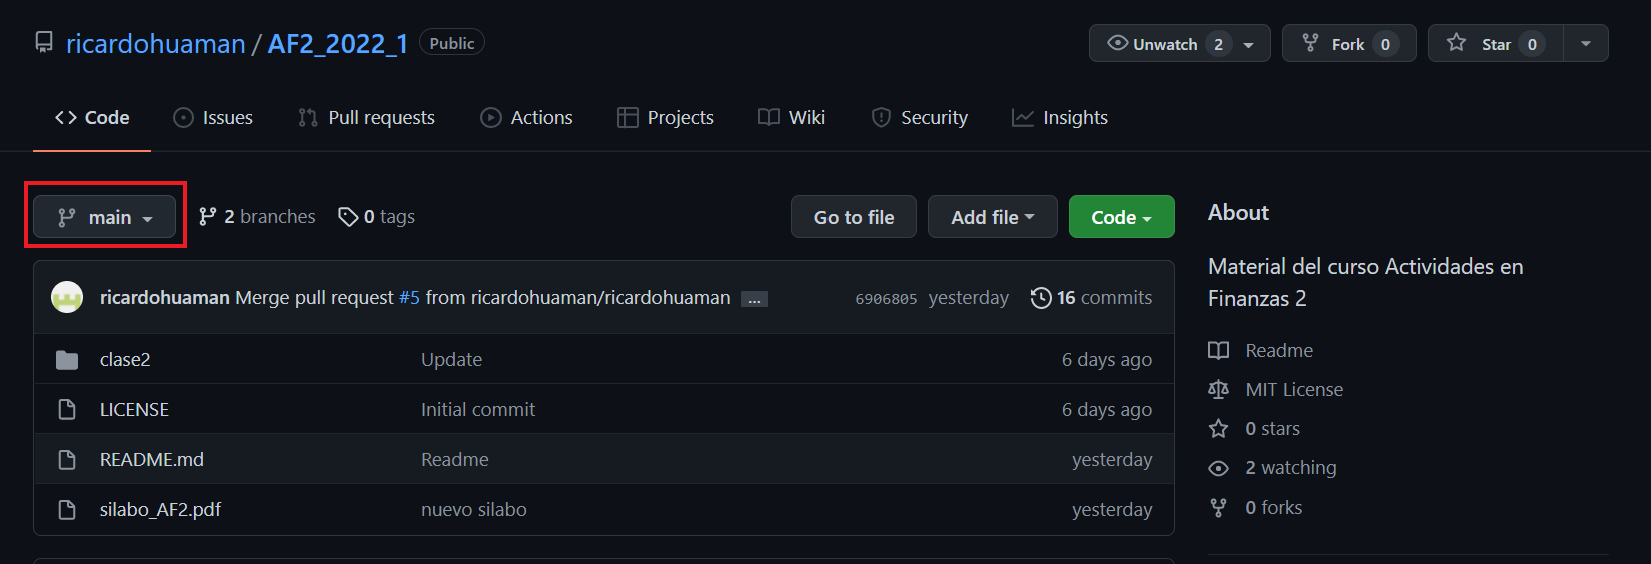 ricardohuaman / AF2_2022_1 Public
Unwatch 2 Fork 0 Star 0
Code Issues Pull requests Actions Projects Wiki Security Insights
main 2 branches 0 tags Go to file Add file Code
ricardohuaman Merge pull request #5 from ricardohuaman/ricardohuaman ... 6906805 yesterday 16 commits
clase2 Update 6 days ago
LICENSE Initial commit 6 days ago
README.md Readme yesterday
silabo_AF2.pdf nuevo silabo yesterday
About
Material del curso Actividades en
Finanzas 2
Readme
MIT License
0 stars
2 watching
0 forks